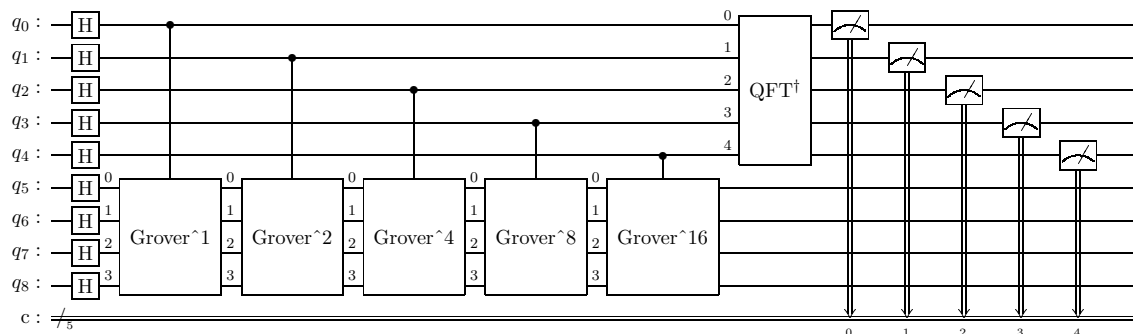 q0 : H 0
q1 : H 1
q2 : H 2 QFT†
q3 : H 3
q4 : H 4
q5 : H 0 0 0 0
q6 : H 1 1 1 1 1
Grover^1 Grover^2 Grover^4 Grover^8 Grover^16
q7 : H 2 2 2 2 2
q8 : H 3 3 3 3 3
c : 5
0 1 2 3 4